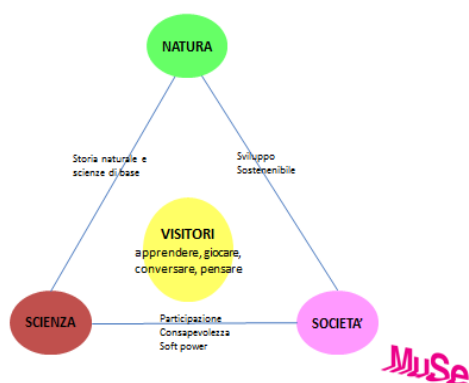 NATURA
Storia naturale e
scienze di base
Sviluppo
Sostenenibile
VISITORI
apprendere, giocare,
conversare, pensare
SCIENZA
Participazione
Consapevolezza
Soft power
SOCIETA'
MUSe